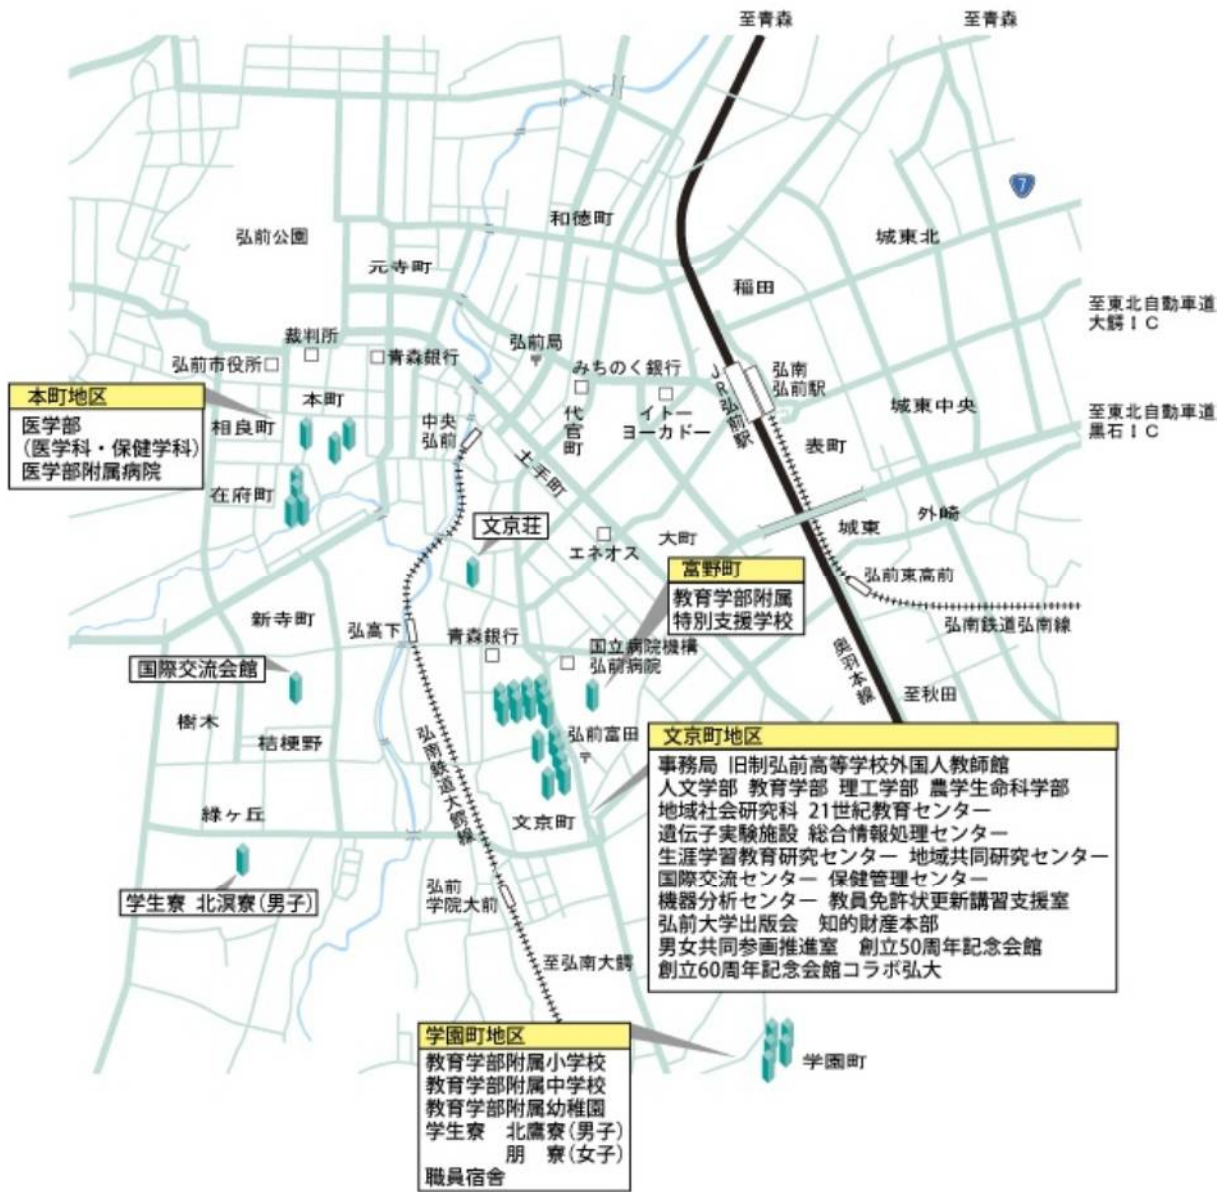 至青森
至青森
7
和徳町
弘前公園
城東北
元寺町
稲田
至東北自動車道
大鰐IC
裁判所
弘前局
弘前市役所
青森銀行
みちのく銀行
弘南
弘前駅
JR弘前駅
本町地区
医学部
(医学科・保健学科)
医学部附属病院
本町
相良町
中央
弘前
代官町
イトー
ヨーカドー
城東中央
至東北自動車道
黒石IC
表町
土手町
在府町
文京荘
エネオス
大町
城東
外崎
富野町
教育学部附属
特別支援学校
弘前東高前
弘南鉄道弘南線
新寺町
弘高下
青森銀行
国立病院機構
弘前病院
奥羽本線
至秋田
国際交流会館
樹木
桔梗野
弘前富田
弘南鉄道大鰐線
文京町地区
事務局 旧制弘前高等学校外国人教師館
人文学部 教育学部 理工学部 農学生命科学部
地域社会研究科 21世紀教育センター
遺伝子実験施設 総合情報処理センター
生涯学習教育研究センター 地域共同研究センター
国際交流センター 保健管理センター
機器分析センター 教員免許状更新講習支援室
弘前大学出版会 知的財産本部
男女共同参画推進室 創立50周年記念会館
創立60周年記念会館コラボ弘大
緑ヶ丘
文京町
学生寮 北溟寮(男子)
弘前
学院大前
至弘南大鰐
学園町地区
教育学部附属小学校
教育学部附属中学校
教育学部附属幼稚園
学生寮 北鷹寮(男子)
朋 寮(女子)
職員宿舎
学園町